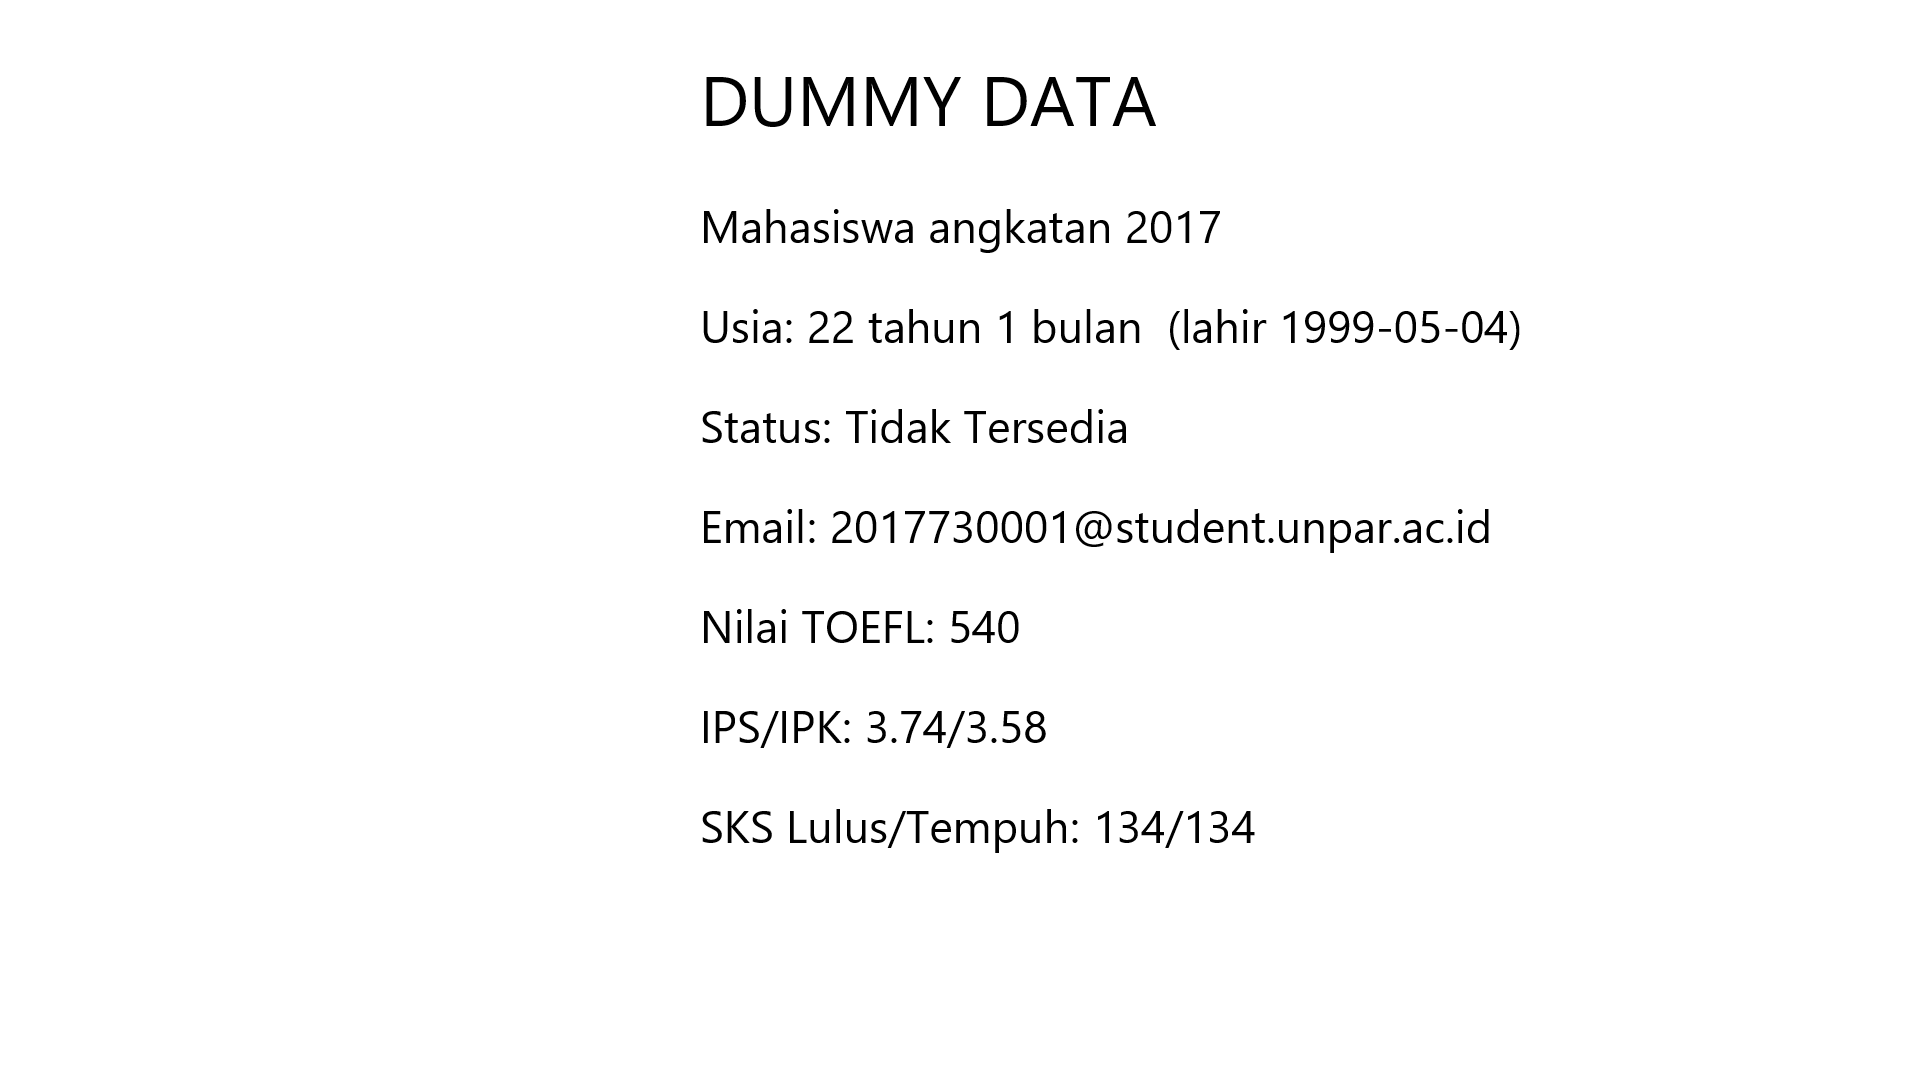 DUMMY DATA
Mahasiswa angkatan 2017
Usia: 22 tahun 1 bulan  (lahir 1999-05-04)
Status: Tidak Tersedia
Email: 2017730001@student.unpar.ac.id
Nilai TOEFL: 540
IPS/IPK: 3.74/3.58
SKS Lulus/Tempuh: 134/134